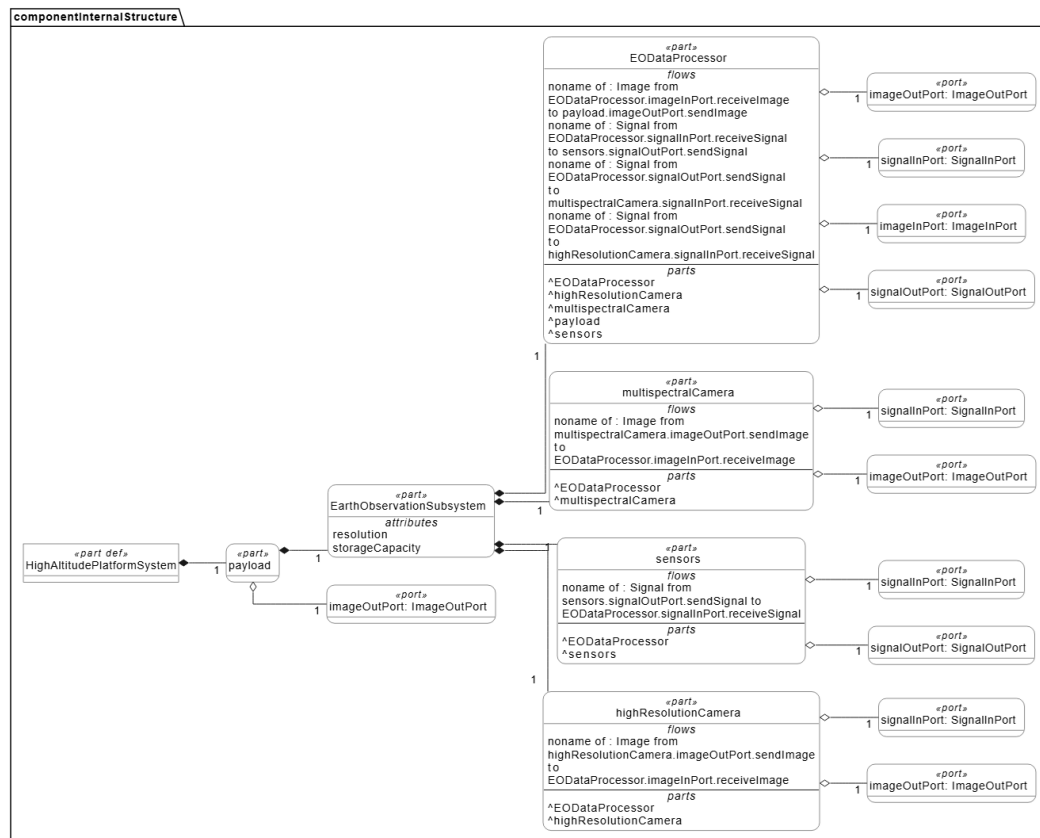 componentInternalStructure
«part»
EODataProcessor
flows
noname of : Image from
EODataProcessor.imageInPort.receiveImage
to payload.imageOutPort.sendImage
noname of : Signal from
EODataProcessor.signalInPort.receiveSignal
to sensors.signalOutPort.sendSignal
noname of : Signal from
EODataProcessor.signalOutPort.sendSignal
to
multispectralCamera.signalInPort.receiveSignal
noname of : Signal from
EODataProcessor.signalOutPort.sendSignal
to
highResolutionCamera.signalInPort.receiveSignal
parts
^EODataProcessor
^highResolutionCamera
^multispectralCamera
^payload
^sensors
1
«port»
imageOutPort: ImageOutPort
1
«port»
signalInPort: SignalInPort
1
«port»
imageInPort: ImageInPort
1
«port»
signalOutPort: SignalOutPort
1
«part»
multispectralCamera
flows
noname of : Image from
multispectralCamera.imageOutPort.sendImage
to
EODataProcessor.imageInPort.receiveImage
parts
^EODataProcessor
^multispectralCamera
1
«port»
signalInPort: SignalInPort
1
«port»
imageOutPort: ImageOutPort
1
«part»
EarthObservationSubsystem
attributes
resolution
storageCapacity
1
«part def»
HighAltitudePlatformSystem
1
«part»
payload
1
«port»
imageOutPort: ImageOutPort
«part»
sensors
flows
noname of : Signal from
sensors.signalOutPort.sendSignal to
EODataProcessor.signalInPort.receiveSignal
parts
^EODataProcessor
^sensors
1
«port»
signalInPort: SignalInPort
1
«port»
signalOutPort: SignalOutPort
1
«part»
highResolutionCamera
flows
noname of : Image from
highResolutionCamera.imageOutPort.sendImage
to
EODataProcessor.imageInPort.receiveImage
parts
^EODataProcessor
^highResolutionCamera
1
«port»
signalInPort: SignalInPort
1
«port»
imageOutPort: ImageOutPort